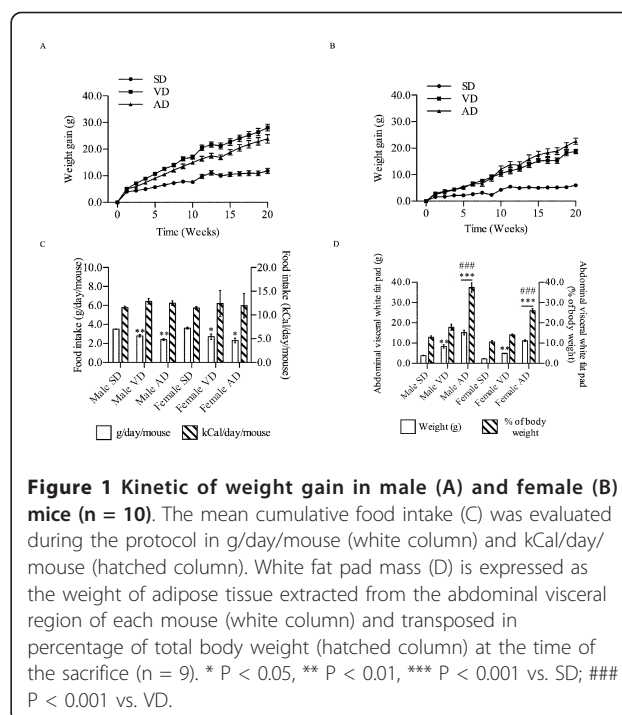 A
SD
VD
AD
40.0
30.0
20.0
10.0
0.0
Weight gain (g)
0 5 10 15 20
Time (Weeks)
B
SD
VD
AD
40.0
30.0
20.0
10.0
0.0
Weight gain (g)
0 5 10 15 20
Time (Weeks)
C
10.0
8.0
6.0
4.0
2.0
0.0
Food intake (g/day/mouse)
20.0
15.0
10.0
5.0
0.0
Food intake (kCal/day/mouse)
** ** * *
Male SD
Male VD
Male AD
Female SD
Female VD
Female AD
g/day/mouse kCal/day/mouse
D
###
***
###
***
40.0
30.0
20.0
10.0
0.0
Abdominal visceral white fat pad (g)
40.0
30.0
20.0
10.0
0.0
Abdominal visceral white fat pad
(% of body weight)
** **
Male SD
Male VD
Male AD
Female SD
Female VD
Female AD
Weight (g) % of body
weight
Figure 1 Kinetic of weight gain in male (A) and female (B)
mice (n = 10). The mean cumulative food intake (C) was evaluated
during the protocol in g/day/mouse (white column) and kCal/day/
mouse (hatched column). White fat pad mass (D) is expressed as
the weight of adipose tissue extracted from the abdominal visceral
region of each mouse (white column) and transposed in
percentage of total body weight (hatched column) at the time of
the sacrifice (n = 9). * P < 0.05, ** P < 0.01, *** P < 0.001 vs. SD; ###
P < 0.001 vs. VD.